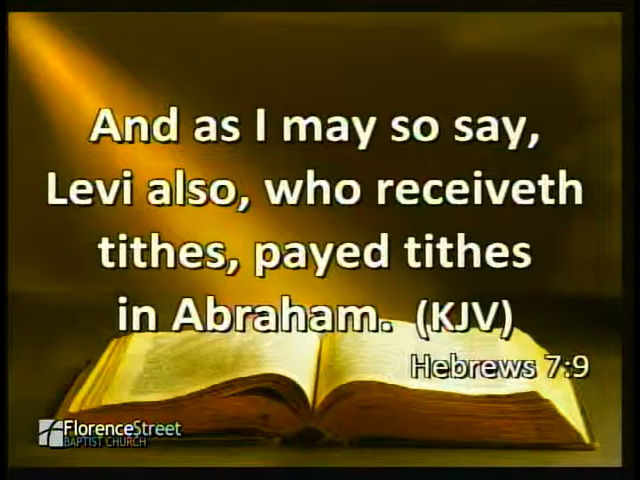 And as I may so say,
Levi also, who receiveth
tithes, payed tithes
in Abraham. (KJV)
Hebrews 7:9
FlorenceStreet
BAPTIST CHURCH